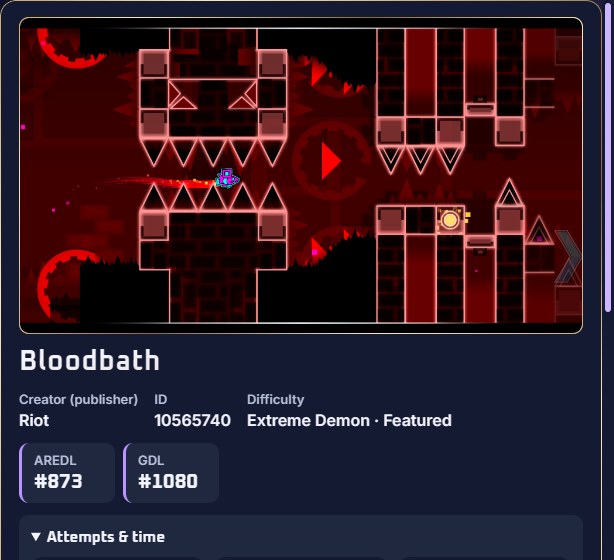 Bloodbath
Creator (publisher) ID Difficulty
Riot 10565740 Extreme Demon · Featured
AREDL GDL
#873 #1080
▼ Attempts & time